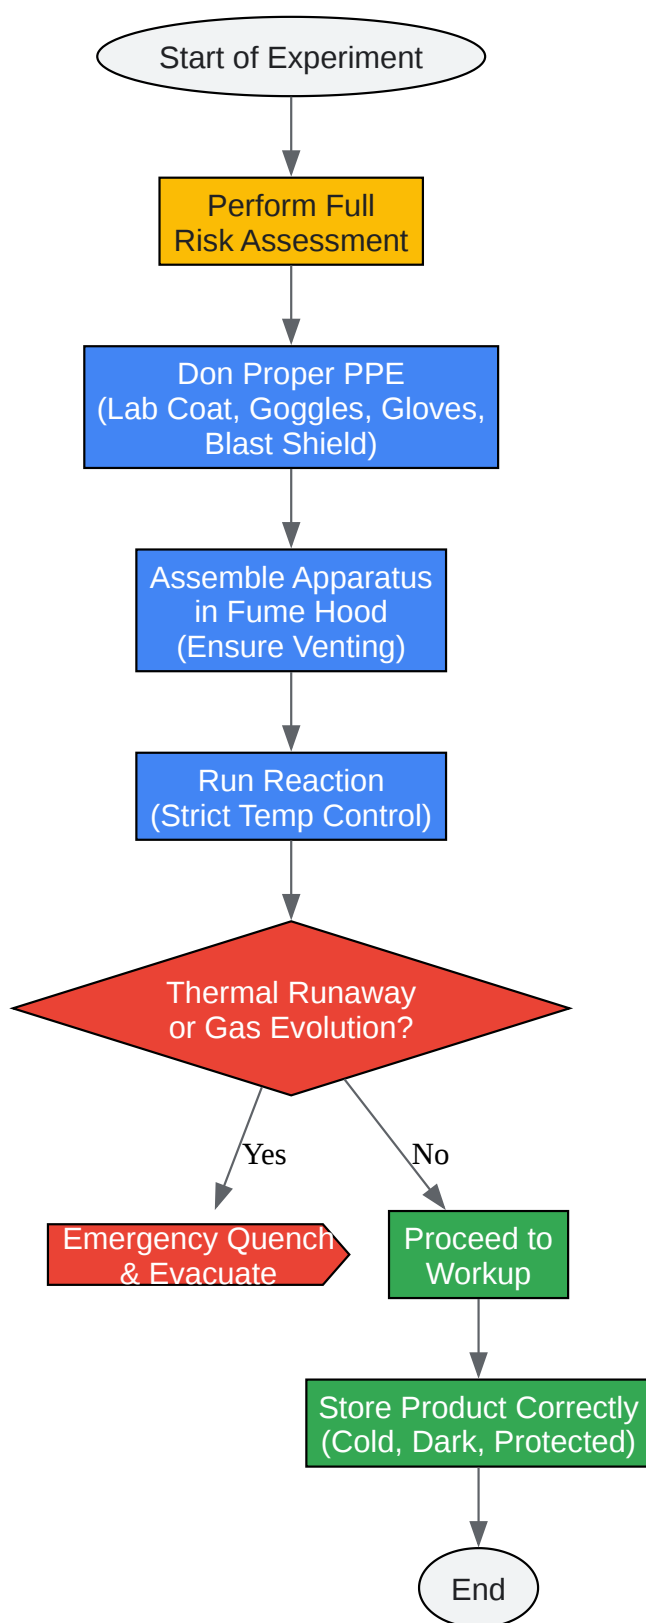 Start of Experiment
Perform Full
Risk Assessment
Don Proper PPE
(Lab Coat, Goggles, Gloves,
Blast Shield)
Assemble Apparatus
in Fume Hood
(Ensure Venting)
Run Reaction
(Strict Temp Control)
Thermal Runaway
or Gas Evolution?
Yes
No
Emergency Quench
& Evacuate
Proceed to
Workup
Store Product Correctly
(Cold, Dark, Protected)
End